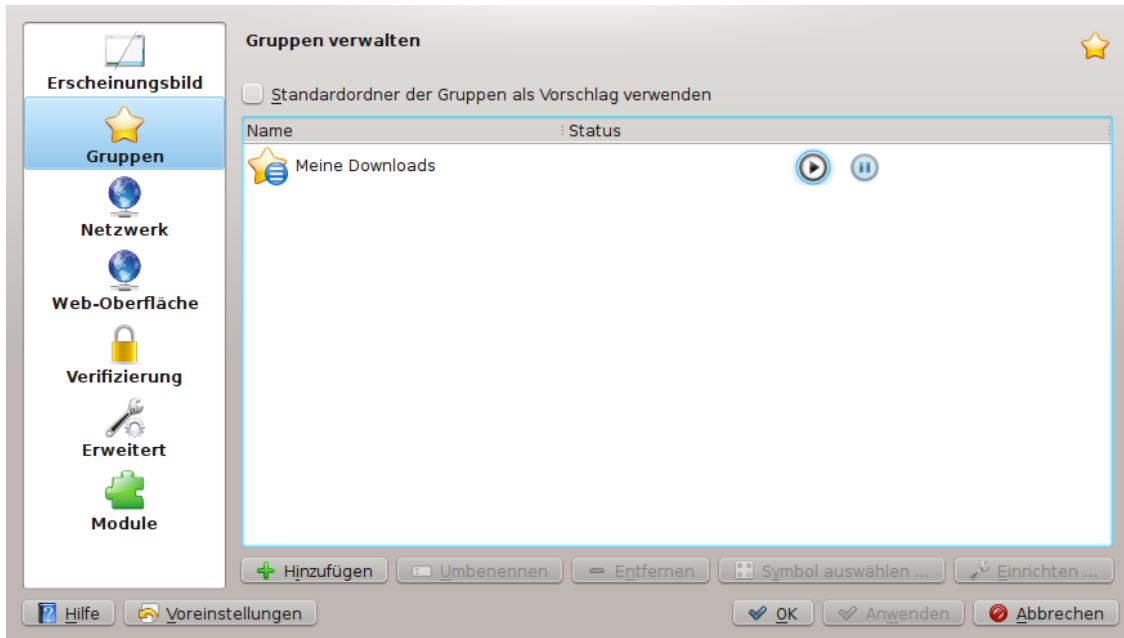 Gruppen verwalten
Erscheinungsbild
Gruppen
Netzwerk
Web-Oberfläche
Verifizierung
Erweitert
Module
Standardordner der Gruppen als Vorschlag verwenden
Name Status
Meine Downloads
Hinzufügen Umbenennen Entfernen Symbol auswählen ... Einrichten ...
Hilfe Voreinstellungen OK Anwenden Abbrechen